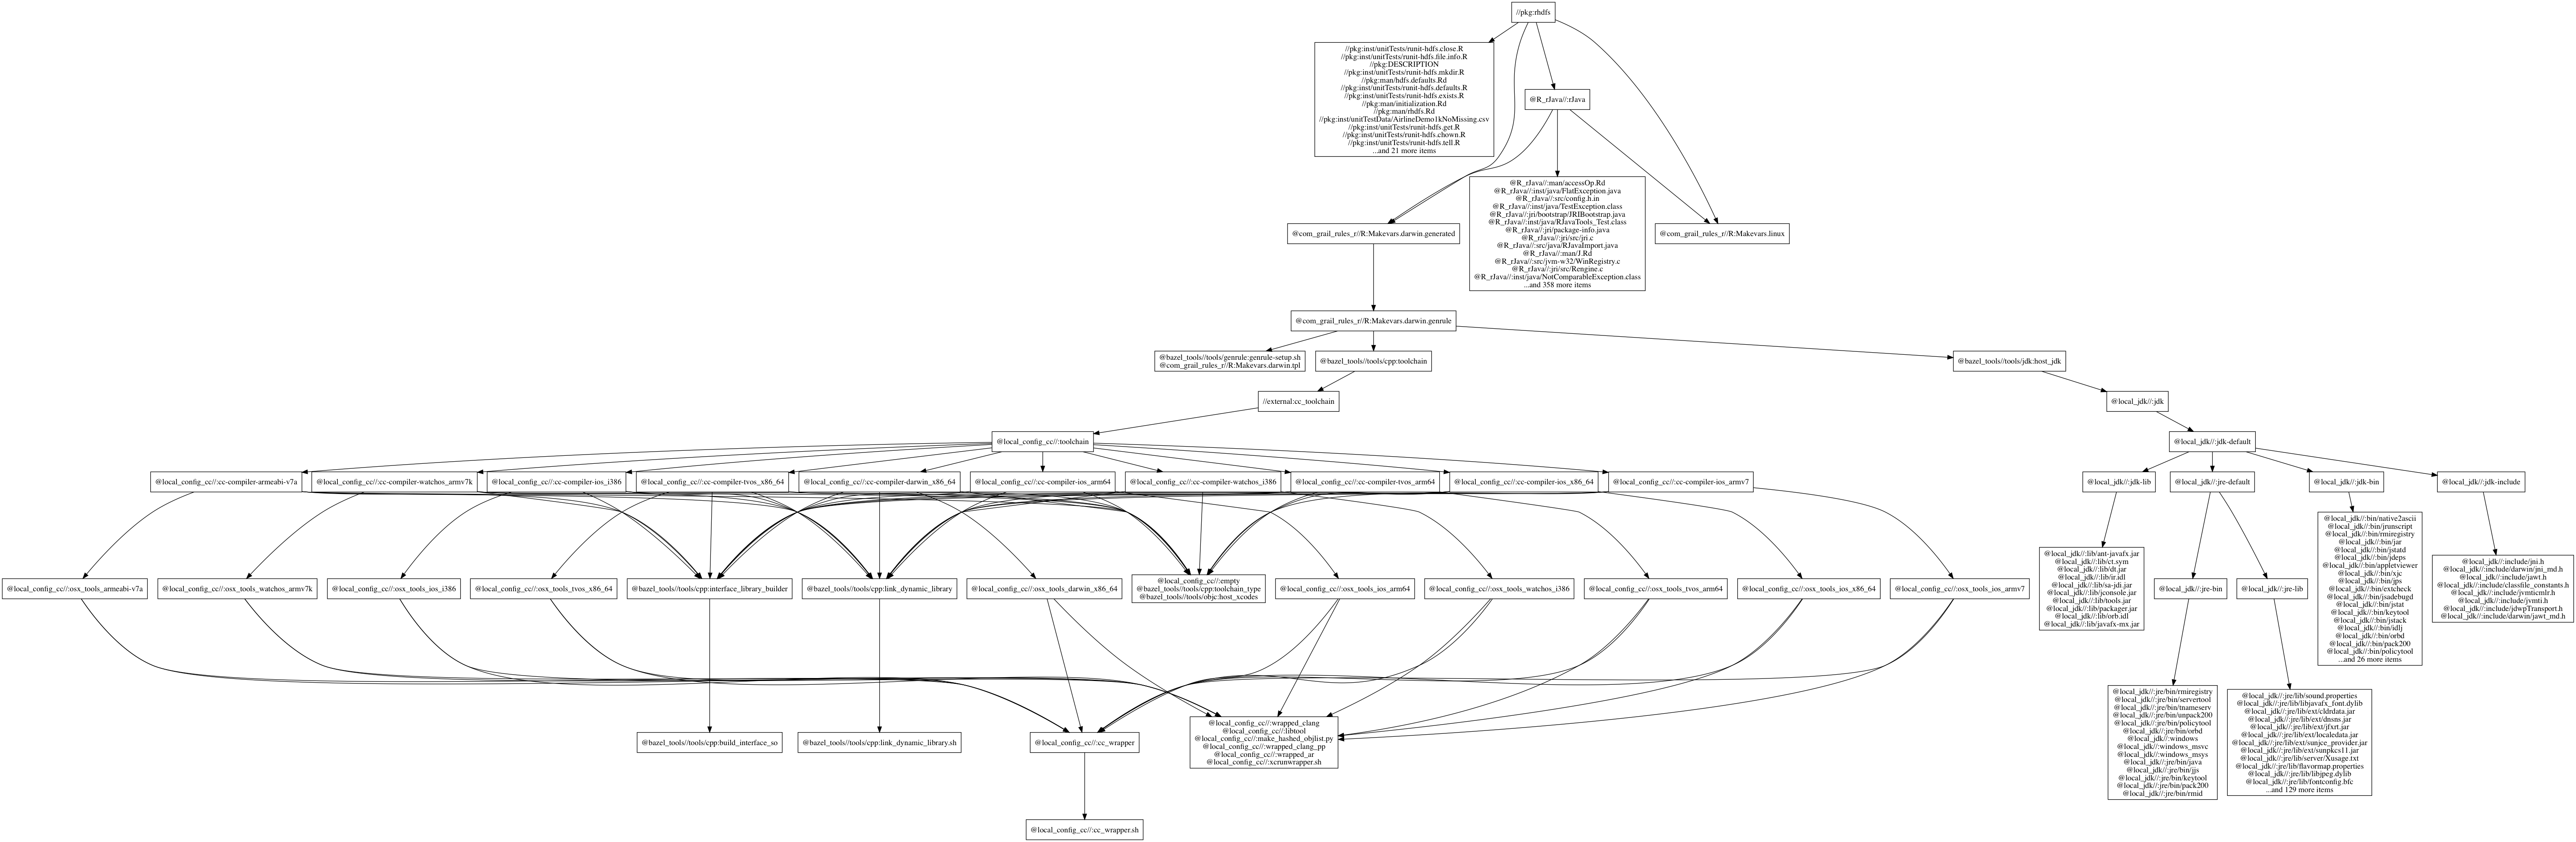 //pkg:rhdfs
//pkg:inst/unitTests/runit-hdfs.close.R
//pkg:inst/unitTests/runit-hdfs.file.info.R
//pkg:DESCRIPTION
//pkg:inst/unitTests/runit-hdfs.mkdir.R
//pkg:man/hdfs.defaults.Rd
//pkg:inst/unitTests/runit-hdfs.defaults.R
//pkg:inst/unitTests/runit-hdfs.exists.R
//pkg:man/initialization.Rd
//pkg:man/rhdfs.Rd
//pkg:inst/unitTestData/AirlineDemo1kNoMissing.csv
//pkg:inst/unitTests/runit-hdfs.get.R
//pkg:inst/unitTests/runit-hdfs.chown.R
//pkg:inst/unitTests/runit-hdfs.tell.R
...and 21 more items
@R_rJava//:rJava
@R_rJava//:man/accessOp.Rd
@R_rJava//:inst/java/FlatException.java
@R_rJava//:src/config.h.in
@R_rJava//:inst/java/TestException.class
@R_rJava//:jri/bootstrap/JRIBootstrap.java
@R_rJava//:inst/java/RJavaTools_Test.class
@R_rJava//:jri/package-info.java
@R_rJava//:jri/src/jri.c
@R_rJava//:src/java/RJavaImport.java
@R_rJava//:man/J.Rd
@R_rJava//:src/jvm-w32/WinRegistry.c
@R_rJava//:jri/src/Rengine.c
@R_rJava//:inst/java/NotComparableException.class
...and 358 more items
@com_grail_rules_r//R:Makevars.darwin.generated
@com_grail_rules_r//R:Makevars.linux
@com_grail_rules_r//R:Makevars.darwin.genrule
@bazel_tools//tools/genrule:genrule-setup.sh
@com_grail_rules_r//R:Makevars.darwin.tpl
@bazel_tools//tools/cpp:toolchain
@bazel_tools//tools/jdk:host_jdk
//external:cc_toolchain
@local_jdk//:jdk
@local_config_cc//:toolchain
@local_jdk//:jdk-default
@local_config_cc//:cc-compiler-armeabi-v7a
@local_config_cc//:cc-compiler-watchos_armv7k
@local_config_cc//:cc-compiler-ios_i386
@local_config_cc//:cc-compiler-tvos_x86_64
@local_config_cc//:cc-compiler-darwin_x86_64
@local_config_cc//:cc-compiler-ios_arm64
@local_config_cc//:cc-compiler-watchos_i386
@local_config_cc//:cc-compiler-tvos_arm64
@local_config_cc//:cc-compiler-ios_x86_64
@local_config_cc//:cc-compiler-ios_armv7
@local_jdk//:jdk-lib
@local_jdk//:jre-default
@local_jdk//:jdk-bin
@local_jdk//:jdk-include
@local_config_cc//:osx_tools_armeabi-v7a
@local_config_cc//:osx_tools_watchos_armv7k
@local_config_cc//:osx_tools_ios_i386
@local_config_cc//:osx_tools_tvos_x86_64
@bazel_tools//tools/cpp:interface_library_builder
@bazel_tools//tools/cpp:link_dynamic_library
@local_config_cc//:osx_tools_darwin_x86_64
@local_config_cc//:empty
@bazel_tools//tools/cpp:toolchain_type
@bazel_tools//tools/objc:host_xcodes
@local_config_cc//:osx_tools_ios_arm64
@local_config_cc//:osx_tools_watchos_i386
@local_config_cc//:osx_tools_tvos_arm64
@local_config_cc//:osx_tools_ios_x86_64
@local_config_cc//:osx_tools_ios_armv7
@local_jdk//:lib/ant-javafx.jar
@local_jdk//:lib/ct.sym
@local_jdk//:lib/dt.jar
@local_jdk//:lib/ir.idl
@local_jdk//:lib/sa-jdi.jar
@local_jdk//:lib/jconsole.jar
@local_jdk//:lib/tools.jar
@local_jdk//:lib/packager.jar
@local_jdk//:lib/orb.idl
@local_jdk//:lib/javafx-mx.jar
@local_jdk//:jre-bin
@local_jdk//:jre-lib
@local_jdk//:bin/native2ascii
@local_jdk//:bin/jrunscript
@local_jdk//:bin/rmiregistry
@local_jdk//:bin/jar
@local_jdk//:bin/jstatd
@local_jdk//:bin/jdeps
@local_jdk//:bin/appletviewer
@local_jdk//:bin/xjc
@local_jdk//:bin/jps
@local_jdk//:bin/extcheck
@local_jdk//:bin/jsadebugd
@local_jdk//:bin/jstat
@local_jdk//:bin/keytool
@local_jdk//:bin/jstack
@local_jdk//:bin/idlj
@local_jdk//:bin/orbd
@local_jdk//:bin/pack200
@local_jdk//:bin/policytool
...and 26 more items
@local_jdk//:include/jni.h
@local_jdk//:include/darwin/jni_md.h
@local_jdk//:include/jawt.h
@local_jdk//:include/classfile_constants.h
@local_jdk//:include/jvmticmlr.h
@local_jdk//:include/jvmti.h
@local_jdk//:include/jdwpTransport.h
@local_jdk//:include/darwin/jawt_md.h
@bazel_tools//tools/cpp:build_interface_so
@bazel_tools//tools/cpp:link_dynamic_library.sh
@local_config_cc//:cc_wrapper
@local_config_cc//:wrapped_clang
@local_config_cc//:libtool
@local_config_cc//:make_hashed_objlist.py
@local_config_cc//:wrapped_clang_pp
@local_config_cc//:wrapped_ar
@local_config_cc//:xcrunwrapper.sh
@local_jdk//:jre/bin/rmiregistry
@local_jdk//:jre/bin/servertool
@local_jdk//:jre/bin/tnameserv
@local_jdk//:jre/bin/unpack200
@local_jdk//:jre/bin/policytool
@local_jdk//:jre/bin/orbd
@local_jdk//:windows
@local_jdk//:windows_msvc
@local_jdk//:windows_msys
@local_jdk//:jre/bin/java
@local_jdk//:jre/bin/jjs
@local_jdk//:jre/bin/keytool
@local_jdk//:jre/bin/pack200
@local_jdk//:jre/bin/rmid
@local_jdk//:jre/lib/sound.properties
@local_jdk//:jre/lib/libjavafx_font.dylib
@local_jdk//:jre/lib/ext/cldrdata.jar
@local_jdk//:jre/lib/ext/dnsns.jar
@local_jdk//:jre/lib/ext/jfxrt.jar
@local_jdk//:jre/lib/ext/localedata.jar
@local_jdk//:jre/lib/ext/sunjce_provider.jar
@local_jdk//:jre/lib/ext/sunpkcs11.jar
@local_jdk//:jre/lib/server/Xusage.txt
@local_jdk//:jre/lib/flavormap.properties
@local_jdk//:jre/lib/libjpeg.dylib
@local_jdk//:jre/lib/fontconfig.bfc
...and 129 more items
@local_config_cc//:cc_wrapper.sh